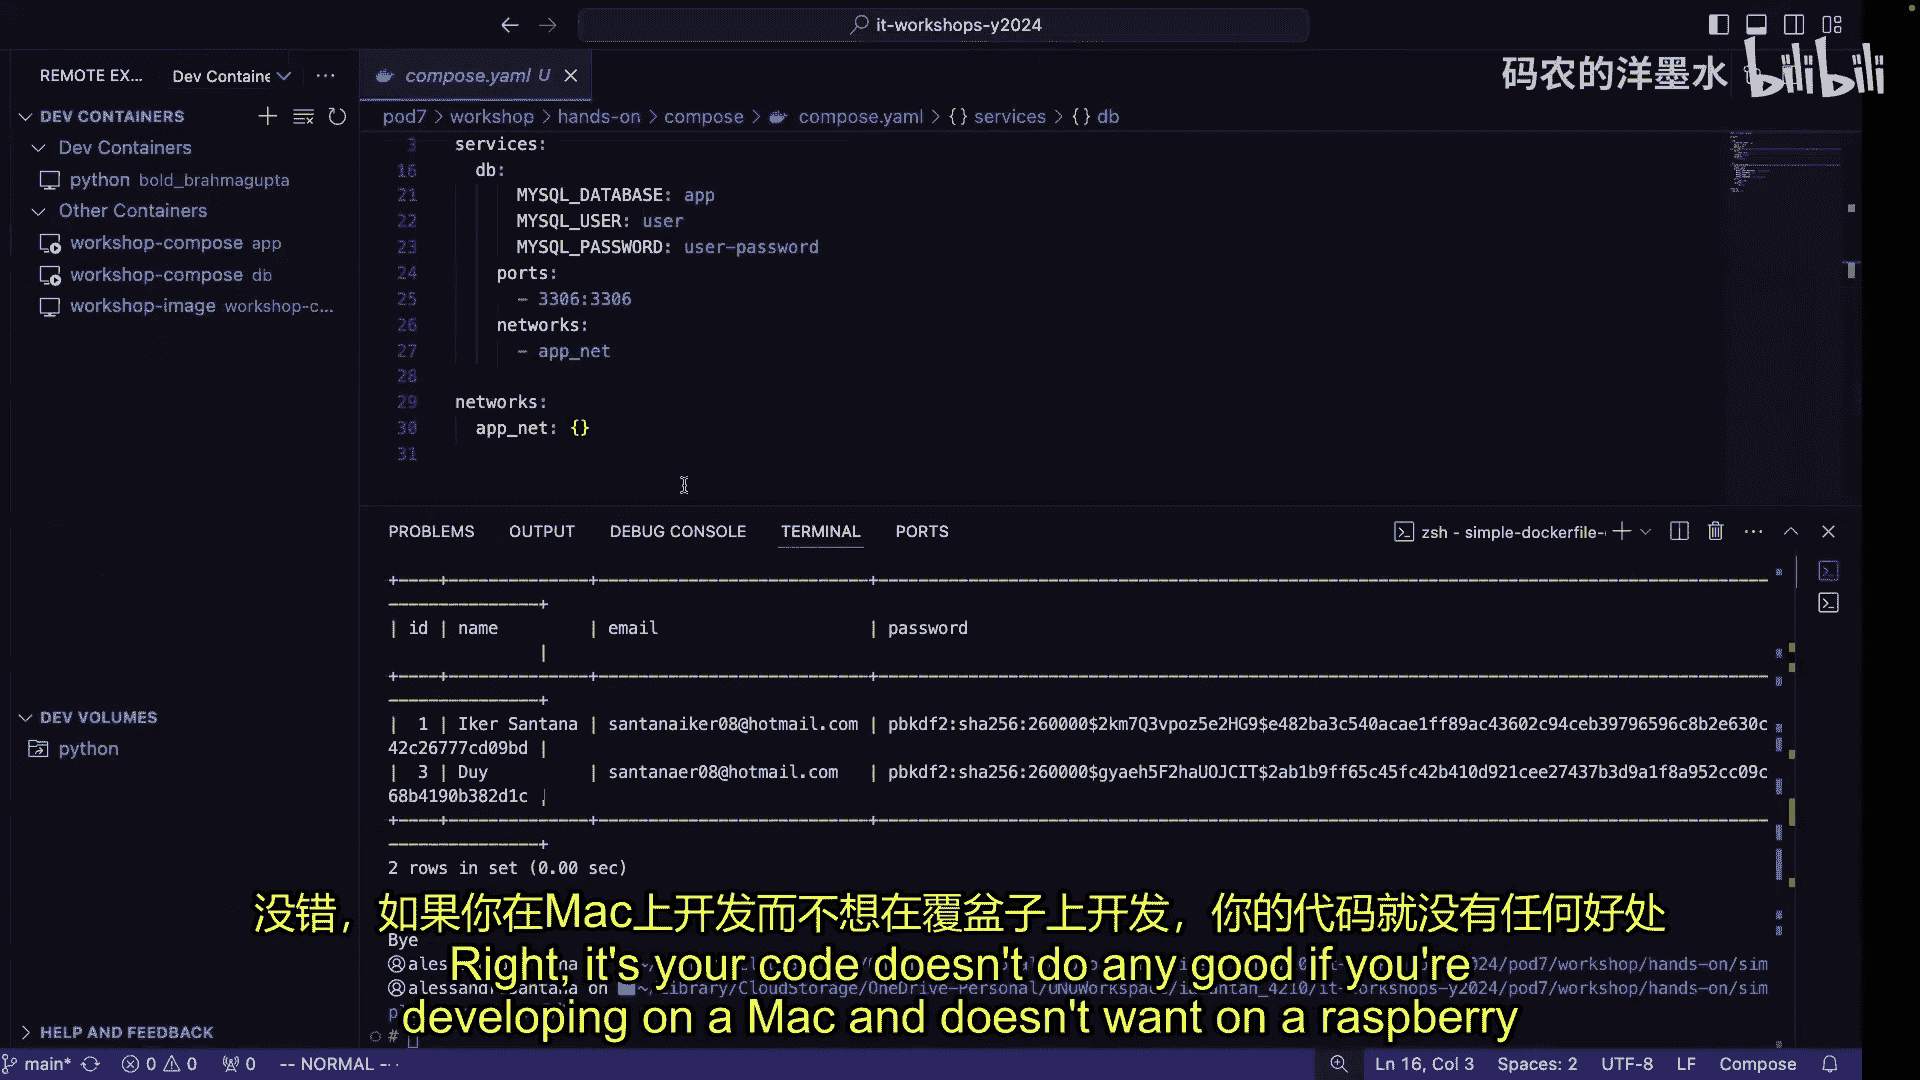 it-workshops-y2024
REMOTE EX... Dev Containe
compose.yaml U
码农的洋墨水 bilibili
DEV CONTAINERS
pod7 > workshop > hands-on > compose > compose.yaml > {} services > {} db
Dev Containers
python bold_brahmagupta
Other Containers
workshop-compose app
workshop-compose db
workshop-image workshop-c...
3 services:
16 db:
21 MYSQL_DATABASE: app
22 MYSQL_USER: user
23 MYSQL_PASSWORD: user-password
24 ports:
25 - 3306:3306
26 networks:
27 - app_net
28
29 networks:
30 app_net: {}
31
PROBLEMS OUTPUT DEBUG CONSOLE TERMINAL PORTS
zsh - simple-dockerfile-
| id | name | email | password
|
| 1 | Iker Santana | santanaiker08@hotmail.com | pbkdf2:sha256:260000$2km7Q3vpoz5e2HG9$e482ba3c540acae1ff89ac43602c94ceb39796596c8b2e630c
42c26777cd09bd |
| 3 | Duy | santanaer08@hotmail.com | pbkdf2:sha256:260000$gyaeh5F2haUOJCIT$2ab1b9ff65c45fc42b410d921cee27437b3d9a1f8a952cc09c
68b4190b382d1c |
2 rows in set (0.00 sec)
DEV VOLUMES
python
没错，如果你在Mac上开发而不想在覆盆子上开发，你的代码就没有任何好处
Bye
Right, it's your code doesn't do any good if you're
24/pod7/workshop/hands-on/sim
developing on a Mac and doesn't want on a raspberry
HELP AND FEEDBACK
main* 0 0 0 -- NORMAL --
Ln 16, Col 3 Spaces: 2 UTF-8 LF Compose